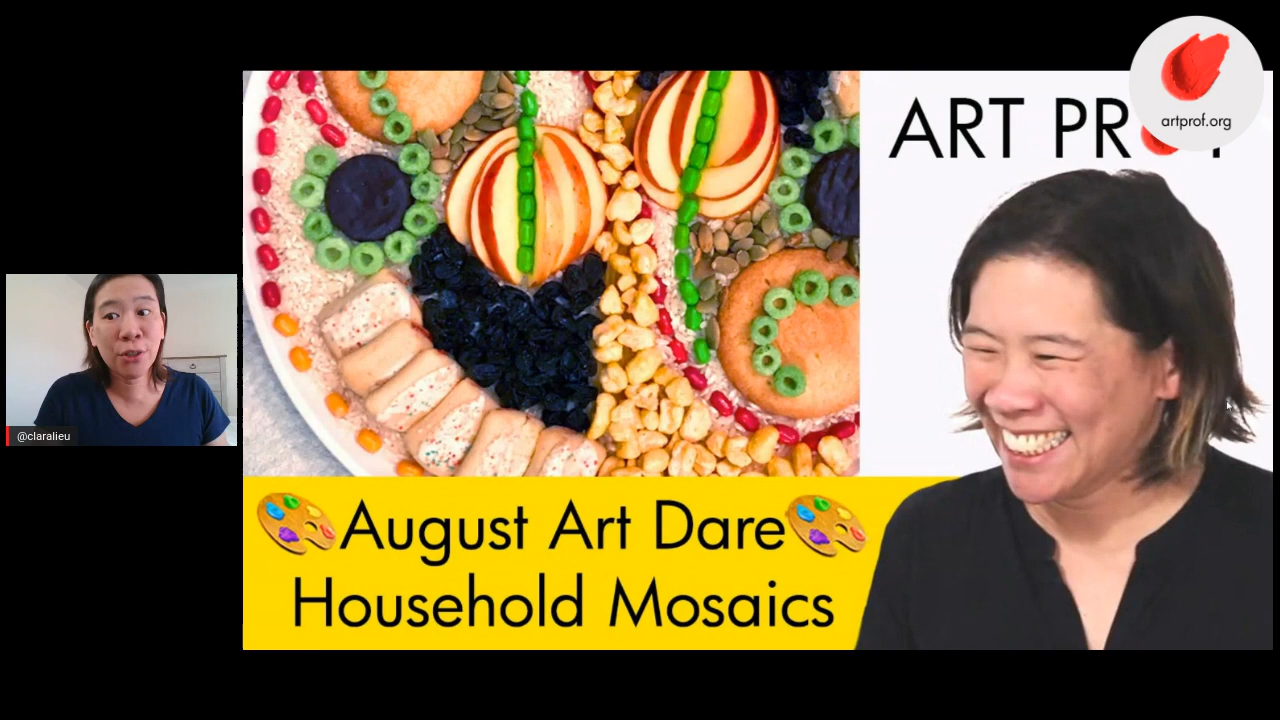 artprof.org
ART PROF
@claralieu
🎨August Art Dare🎨
Household Mosaics